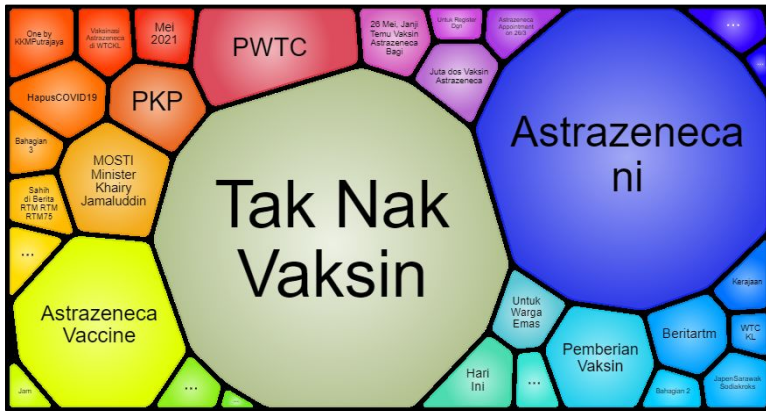 One by
KKMPutrajaya
Vaksinasi
Astrazeneca
di WTCKL
Mei
2021
PWTC
26 Mei, Janji
Temu Vaksin
Astrazeneca
Bagi
Untuk Register
Dgn
Astrazeneca
Appointment
on 26/3
...
...
HapusCOVID19
PKP
Juta dos Vaksin
Astrazeneca
Astrazeneca
ni
Bahagian
3
MOSTI
Minister
Khairy
Jamaluddin
Tak Nak
Vaksin
Sahih
di Berita
RTM RTM
RTM75
...
Astrazeneca
Vaccine
Untuk
Warga
Emas
Kerajaan
Pemberian
Vaksin
Beritartm
WTC
KL
Hari
Ini
...
Jam
...
...
Bahagian 2
JapenSarawak
Sodiakroks